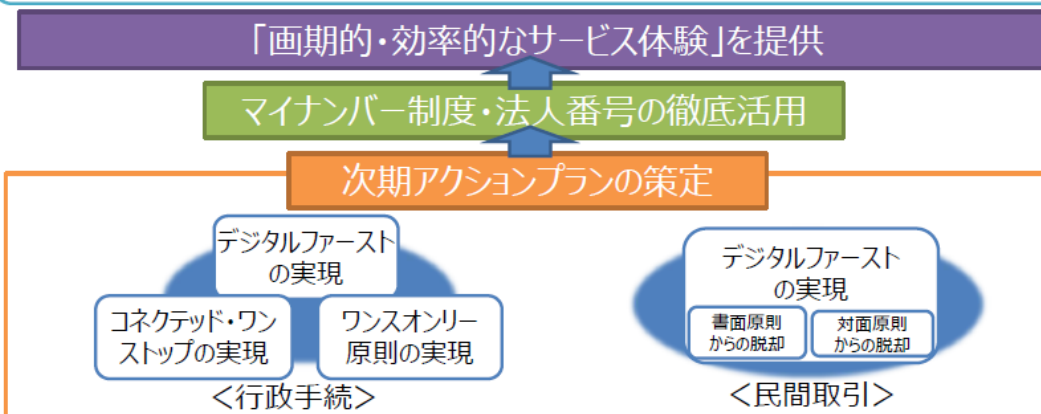 「画期的・効率的なサービス体験」を提供
マイナンバー制度・法人番号の徹底活用
次期アクションプランの策定
デジタルファースト
の実現
コネクテッド・ワン
ストップの実現
ワンスオンリー
原則の実現
<行政手続>
デジタルファースト
の実現
書面原則
からの脱却
対面原則
からの脱却
<民間取引>